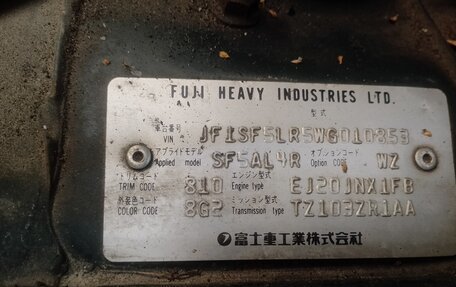 FUJI HEAVY INDUSTRIES LTD.
型式
車台番号 VIN JF1SF5LR5WG010853
アプライドモデル Applied model SF5AL4R オプションコード Option CODE WZ
トリムコード TRIM CODE 810 エンジン型式 Engine type EJ20JNX1FB
外装色コード COLOR CODE 8G2 ミッション型式 Transmission type TZ103ZR1AA
富士重工業株式会社